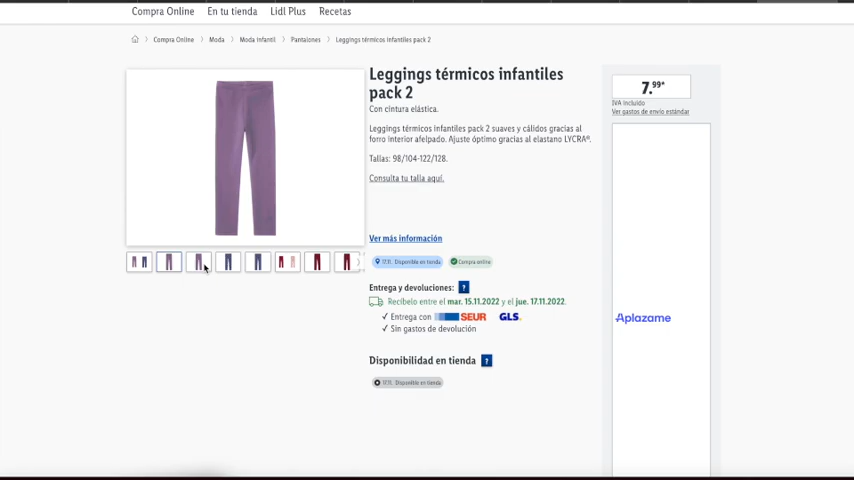 Compra Online En tu tienda Lidl Plus Recetas
Compra Online > Moda > Moda infantil > Pantalones > Leggings térmicos infantiles pack 2
Leggings térmicos infantiles
pack 2
Con cintura elástica.
Leggings térmicos infantiles pack 2 suaves y cálidos gracias al
forro interior afelpado. Ajuste óptimo gracias al elastano LYCRA®.
Tallas: 98/104-122/128.
Consulta tu talla aquí.
Ver más información
17.11. Disponible en tienda Compra online
Entrega y devoluciones: ?
Recíbelo entre el mar. 15.11.2022 y el jue. 17.11.2022.
✓ Entrega con SEUR GLS.
✓ Sin gastos de devolución
Disponibilidad en tienda ?
17.11. Disponible en tienda
7.99*
IVA incluido
Ver gastos de envío estándar
Aplazame